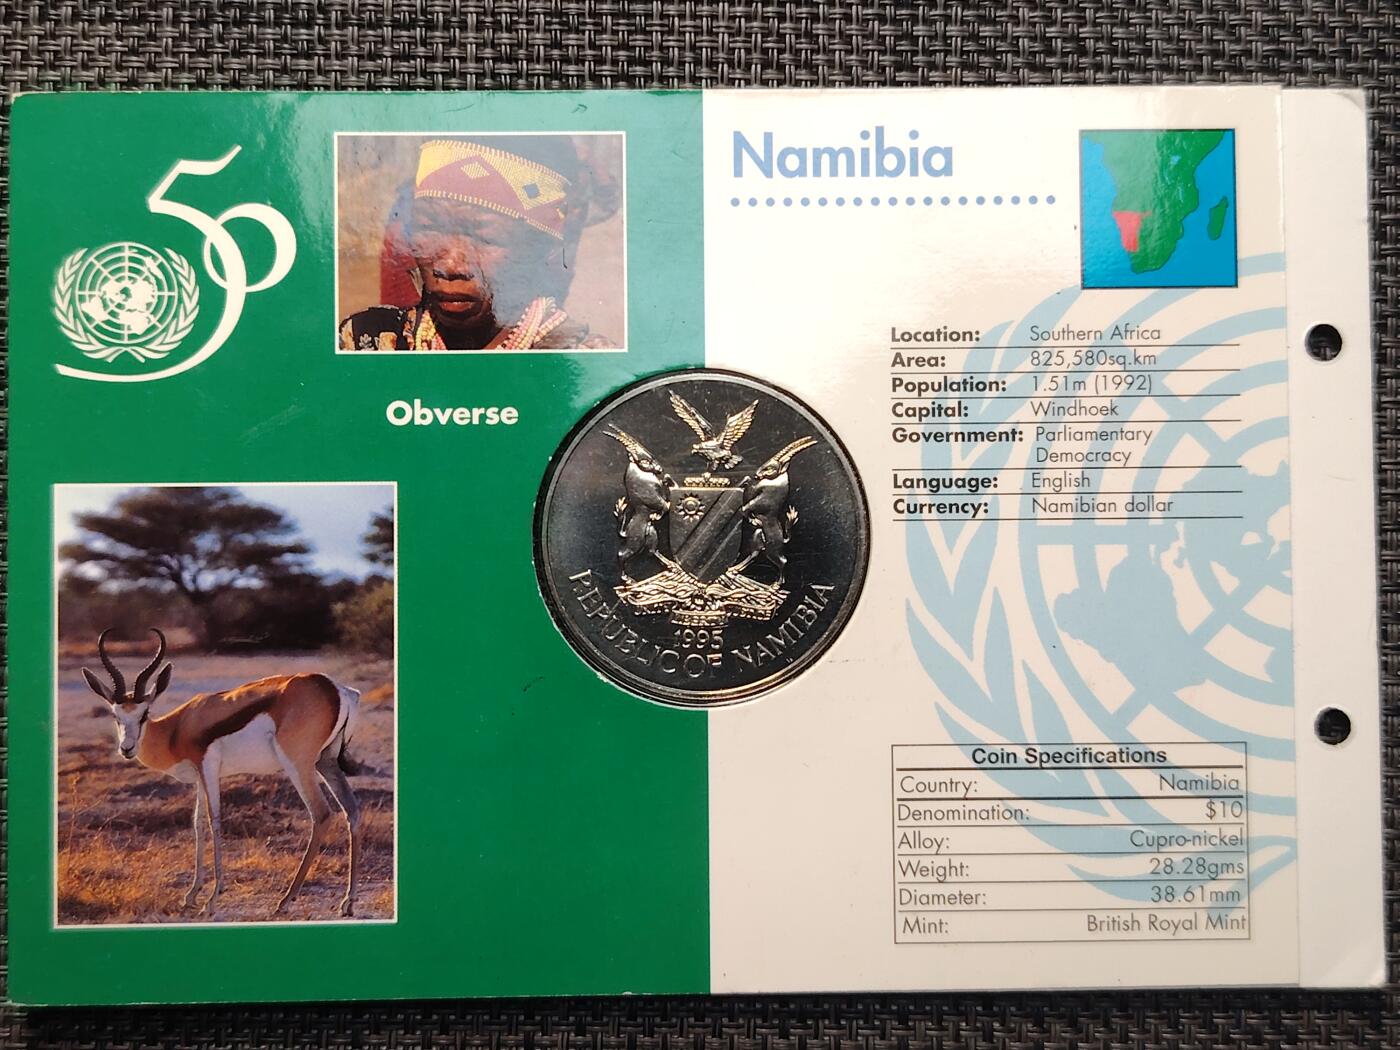 50
Obverse
Namibia
Location: Southern Africa
Area: 825,580sq.km
Population: 1.51m (1992)
Capital: Windhoek
Government: Parliamentary
Democracy
Language: English
Currency: Namibian dollar
LIBERTY
1995
REPUBLIC OF NAMIBIA
Coin Specifications
Country: Namibia
Denomination: $10
Alloy: Cupro-nickel
Weight: 28.28gms
Diameter: 38.61mm
Mint: British Royal Mint